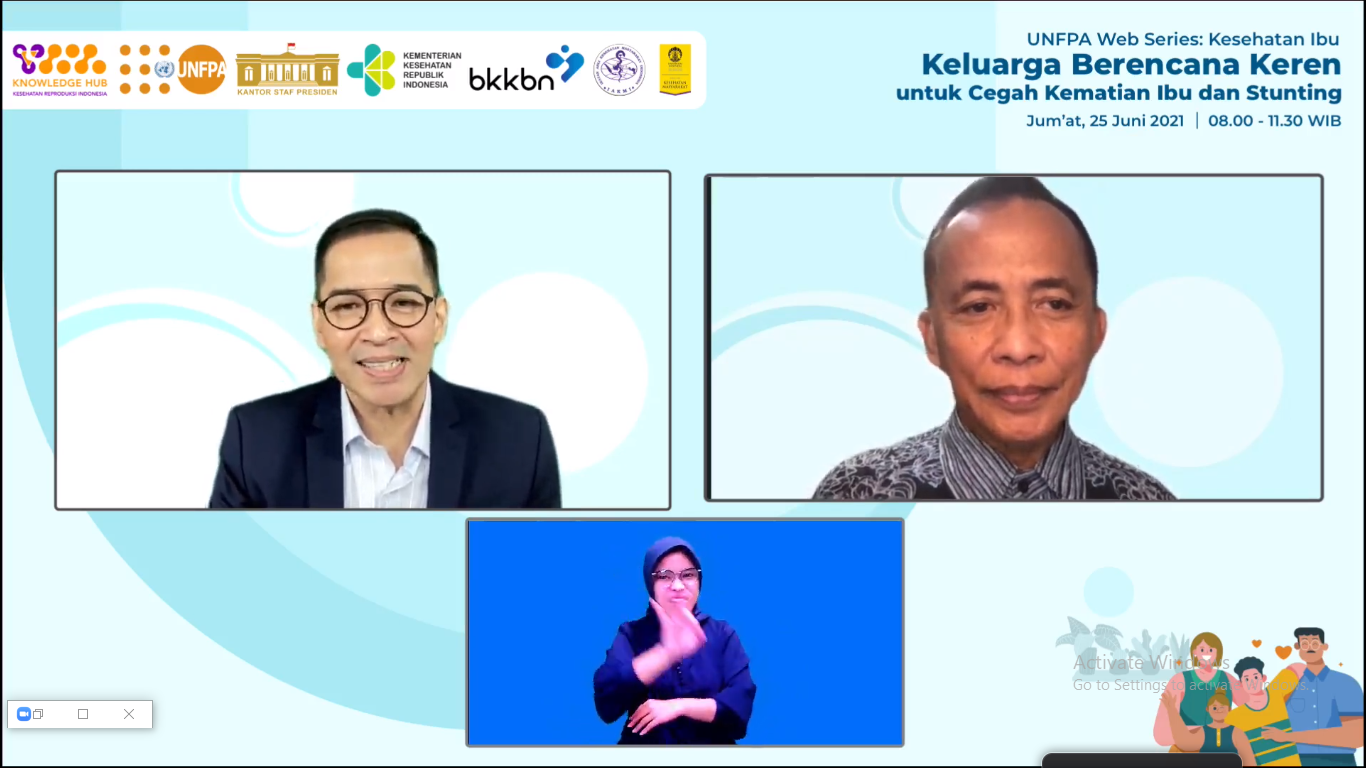 KNOWLEDGE HUB
KESEHATAN REPRODUKSI INDONESIA
UNFPA
KANTOR STAF PRESIDEN
KEMENTERIAN
KESEHATAN
REPUBLIK
INDONESIA
bkkbn
UNFPA Web Series: Kesehatan Ibu
Keluarga Berencana Keren
untuk Cegah Kematian Ibu dan Stunting
Jum'at, 25 Juni 2021 | 08.00 - 11.30 WIB
Activate Windows
Go to Settings to activate Windows.